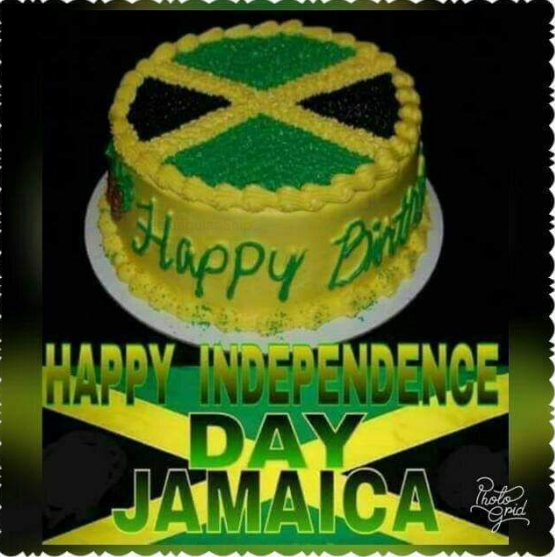 Happy Birth
HAPPY INDEPENDENCE
DAY
JAMAICA
Photo
Grid